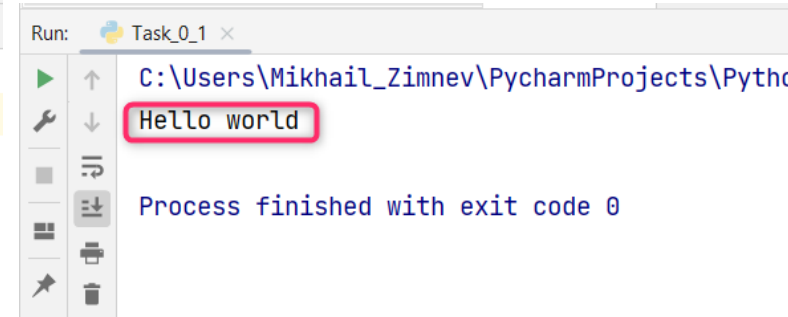 Run: Task_0_1
C:\Users\Mikhail_Zimnev\PycharmProjects\Pytho
Hello world
Process finished with exit code 0